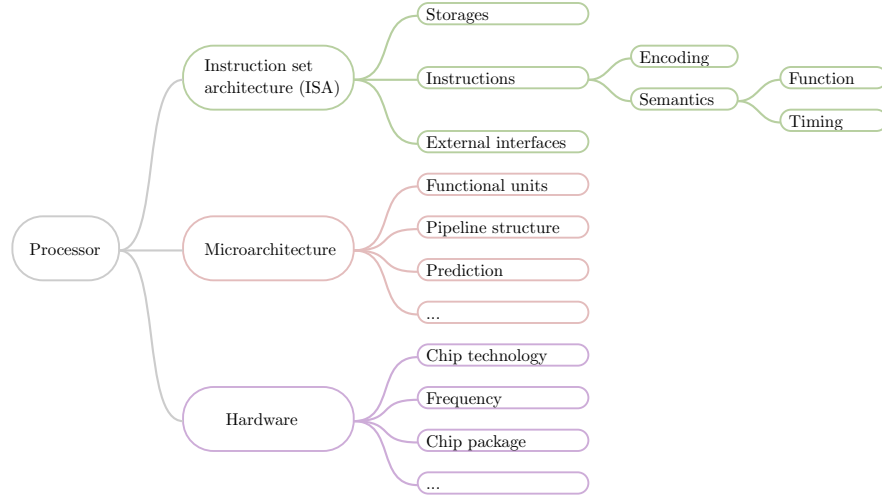 Storages
Instruction set
architecture (ISA)
Instructions
Encoding
Semantics
Function
Timing
External interfaces
Processor
Microarchitecture
Functional units
Pipeline structure
Prediction
...
Hardware
Chip technology
Frequency
Chip package
...